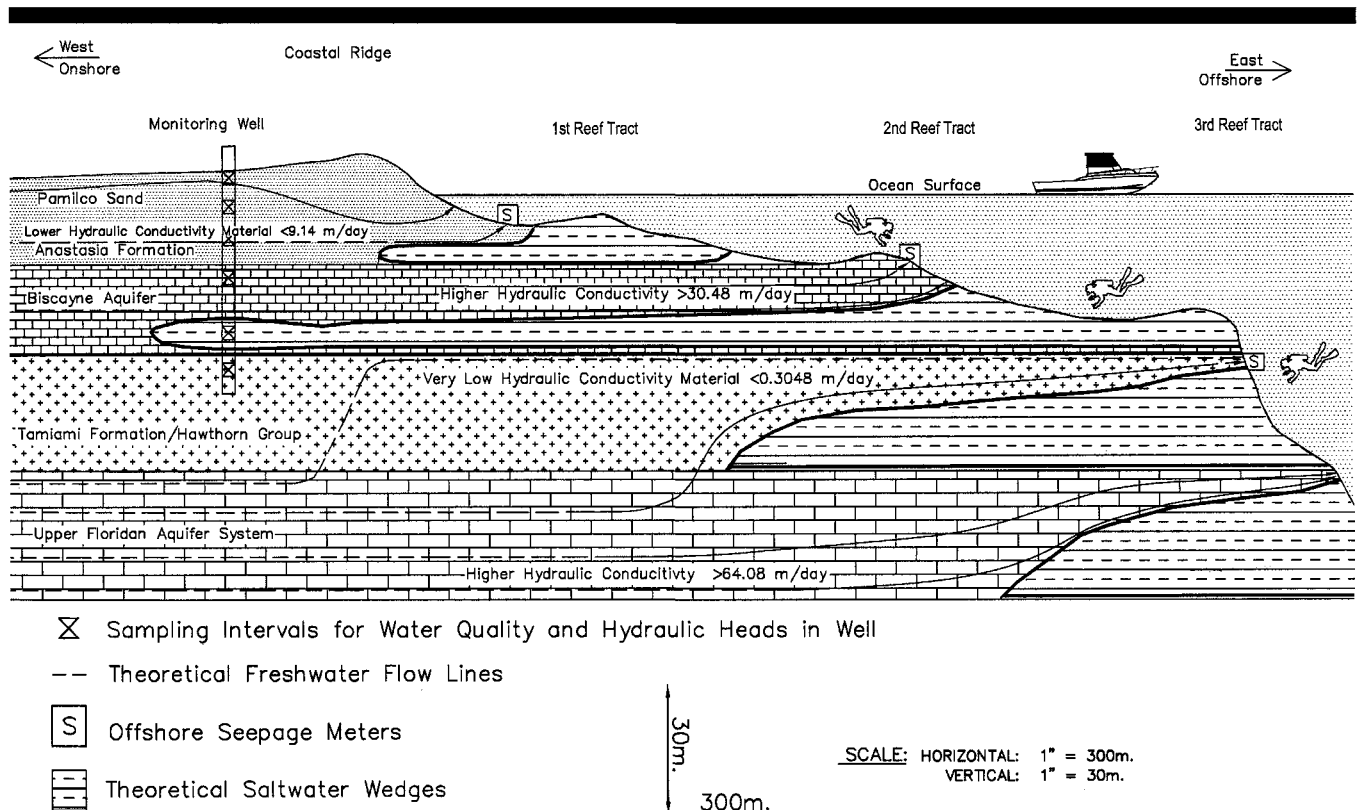 West
Onshore
Coastal Ridge
East
Offshore
Monitoring Well
1st Reef Tract
2nd Reef Tract
3rd Reef Tract
Ocean Surface
Pamilco Sand
S
Lower Hydraulic Conductivity Material <9.14 m/day
Anastasia Formation
S
Biscayne Aquifer
Higher Hydraulic Conductivity >30.48 m/day
S
Very Low Hydraulic Conductivity Material <0.3048 m/day
Tamiami Formation/Hawthorn Group
Upper Floridan Aquifer System
Higher Hydraulic Conducitivty >64.08 m/day
Sampling Intervals for Water Quality and Hydraulic Heads in Well
Theoretical Freshwater Flow Lines
S Offshore Seepage Meters
Theoretical Saltwater Wedges
30m.
300m.
SCALE: HORIZONTAL: 1" = 300m.
VERTICAL: 1" = 30m.